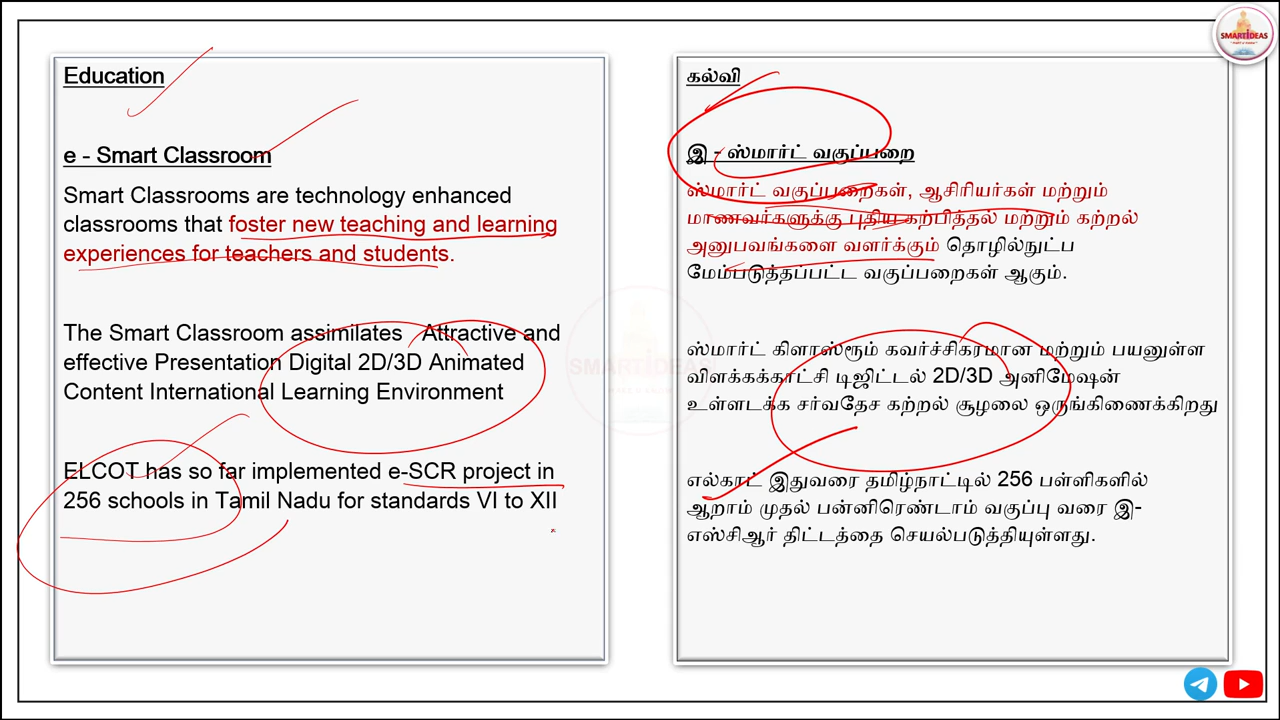 Education
e - Smart Classroom
Smart Classrooms are technology enhanced
classrooms that foster new teaching and learning
experiences for teachers and students.
The Smart Classroom assimilates Attractive and
effective Presentation Digital 2D/3D Animated
Content International Learning Environment
ELCOT has so far implemented e-SCR project in
256 schools in Tamil Nadu for standards VI to XII
கல்வி
இ - ஸ்மார்ட் வகுப்பறை
ஸ்மார்ட் வகுப்பறைகள், ஆசிரியர்கள் மற்றும்
மாணவர்களுக்கு புதிய கற்பித்தல் மற்றும் கற்றல்
அனுபவங்களை வளர்க்கும் தொழில்நுட்ப
மேம்படுத்தப்பட்ட வகுப்பறைகள் ஆகும்.
ஸ்மார்ட் கிளாஸ்ரூம் கவர்ச்சிகரமான மற்றும் பயனுள்ள
விளக்கக்காட்சி டிஜிட்டல் 2D/3D அனிமேஷன்
உள்ளடக்க சர்வதேச கற்றல் சூழலை ஒருங்கிணைக்கிறது
எல்காட் இதுவரை தமிழ்நாட்டில் 256 பள்ளிகளில்
ஆறாம் முதல் பன்னிரெண்டாம் வகுப்பு வரை இ-
எஸ்சிஆர் திட்டத்தை செயல்படுத்தியுள்ளது.
SMARTIDEAS
SMARTIDEAS